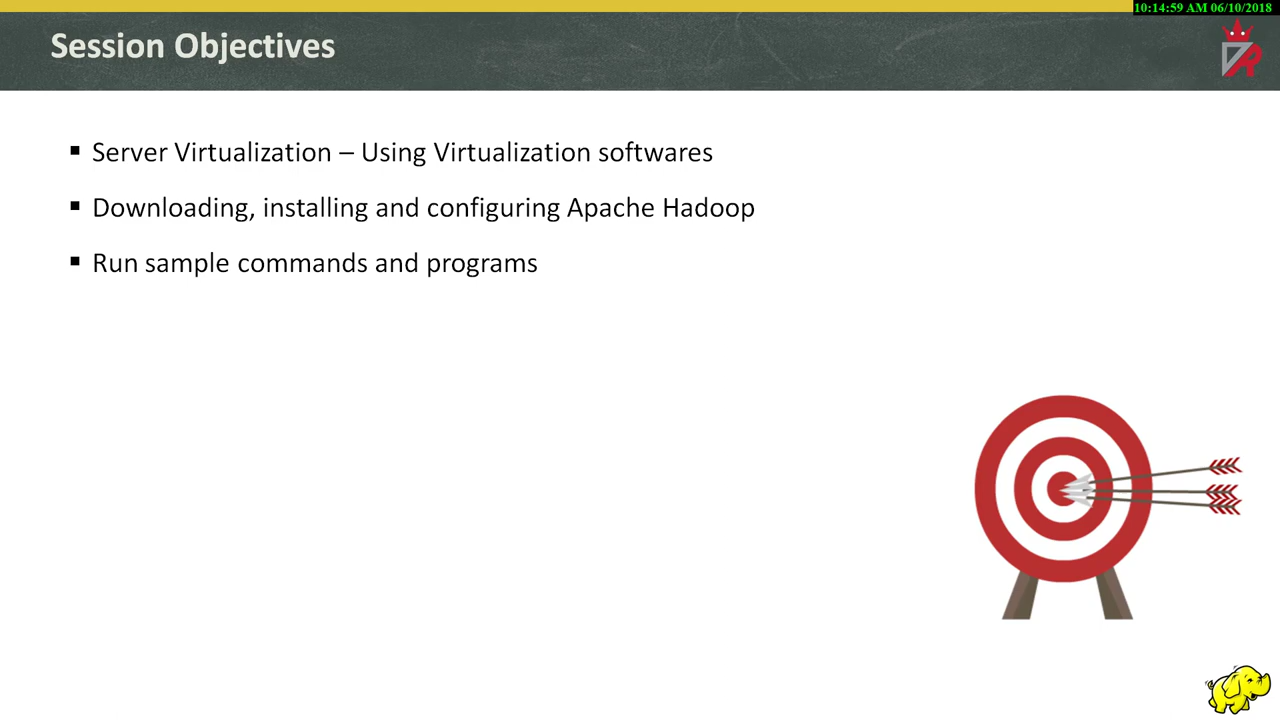 10:14:59 AM 06/10/2018
Session Objectives
▪ Server Virtualization – Using Virtualization softwares
▪ Downloading, installing and configuring Apache Hadoop
▪ Run sample commands and programs